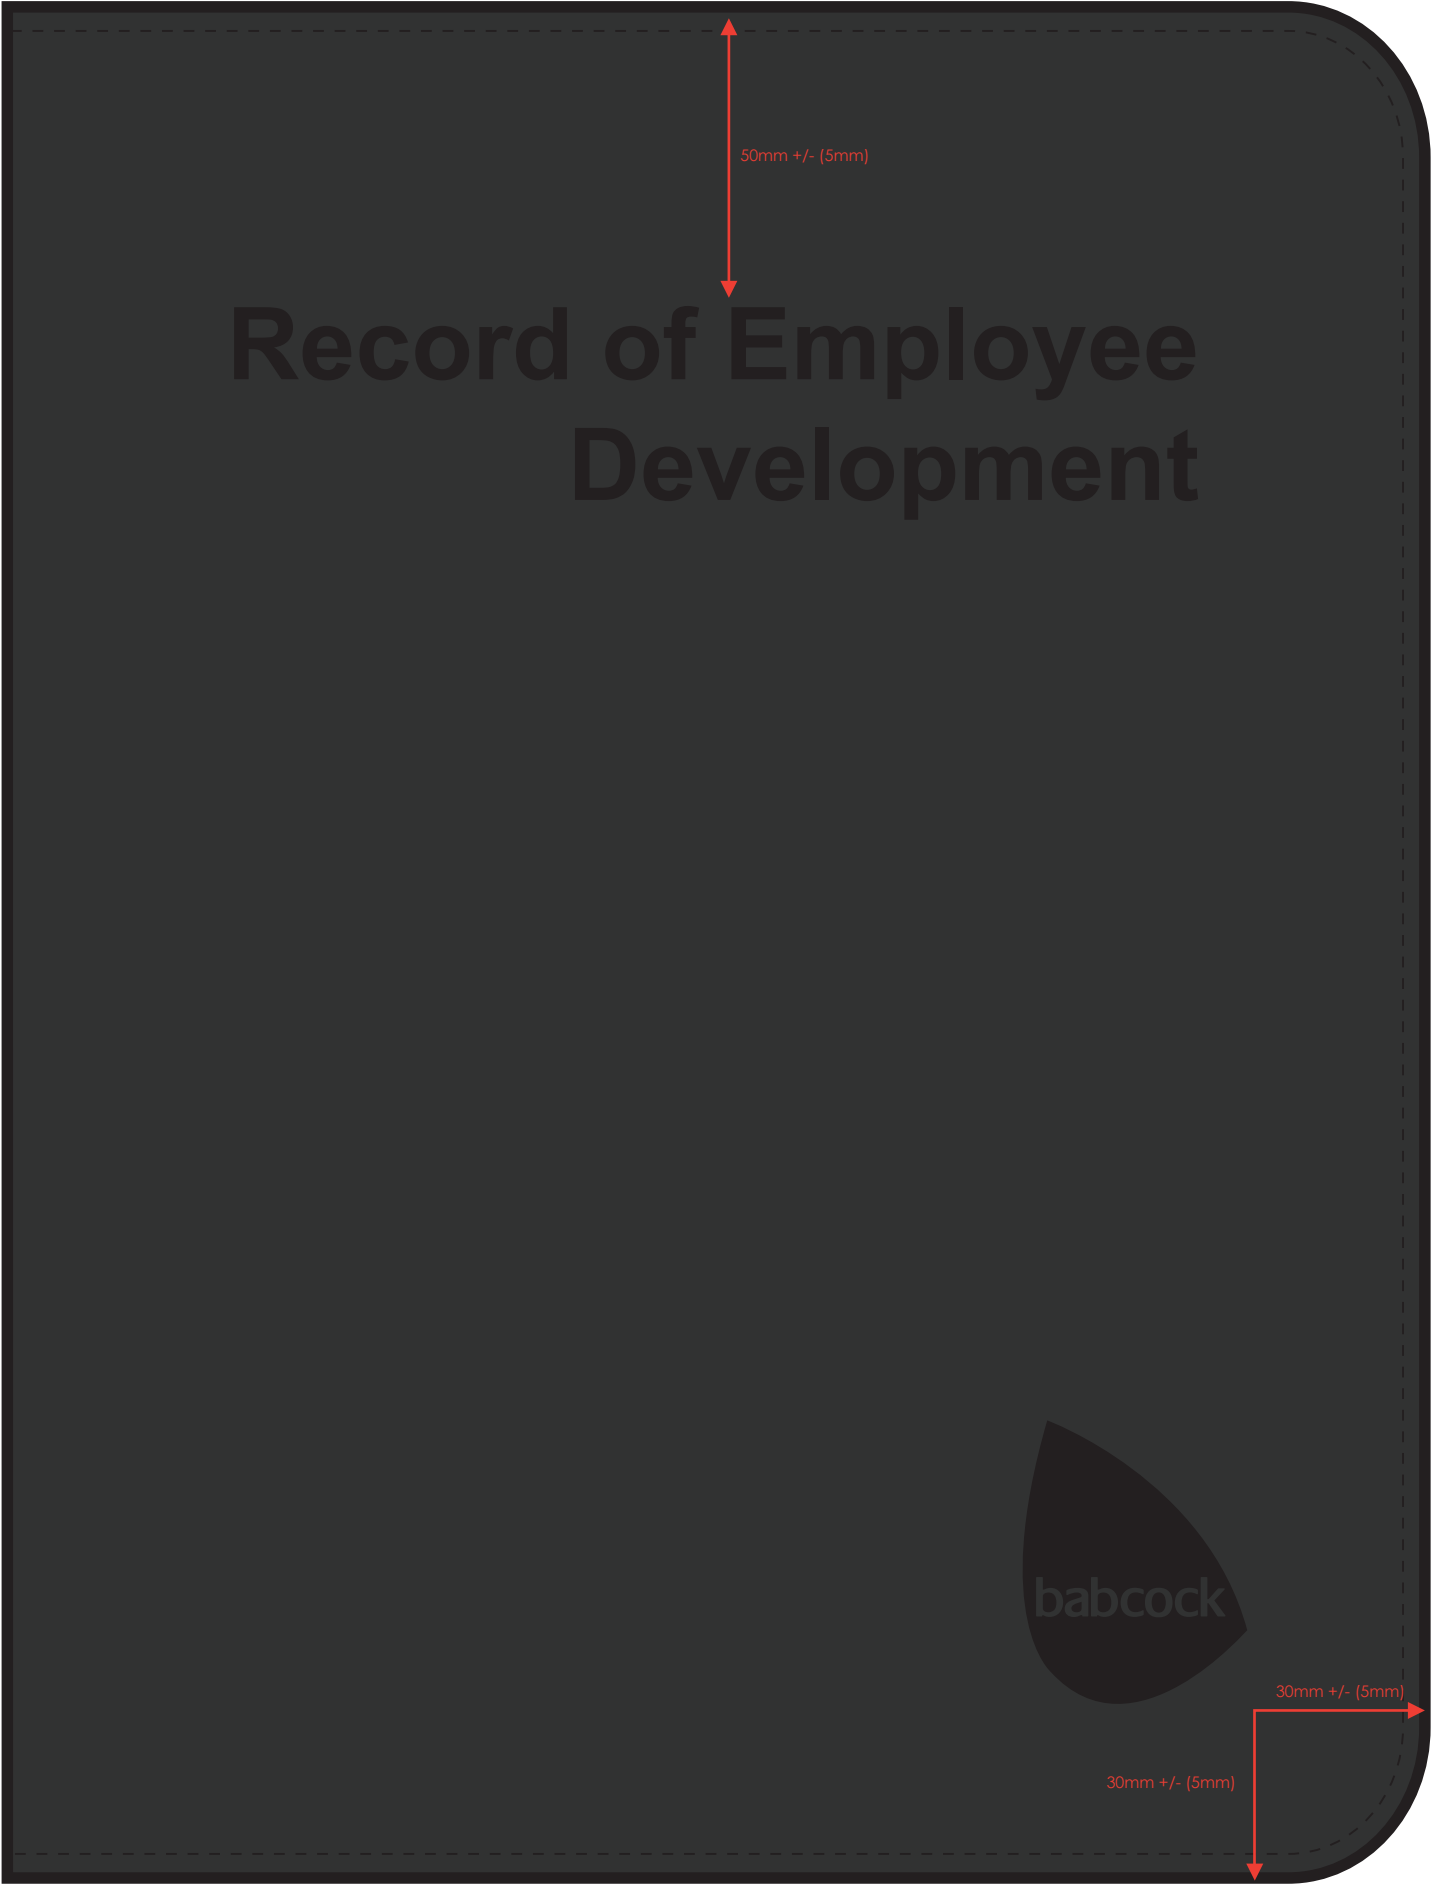 50mm +/- (5mm)
Record of Employee
Development
babcock
30mm +/- (5mm)
30mm +/- (5mm)